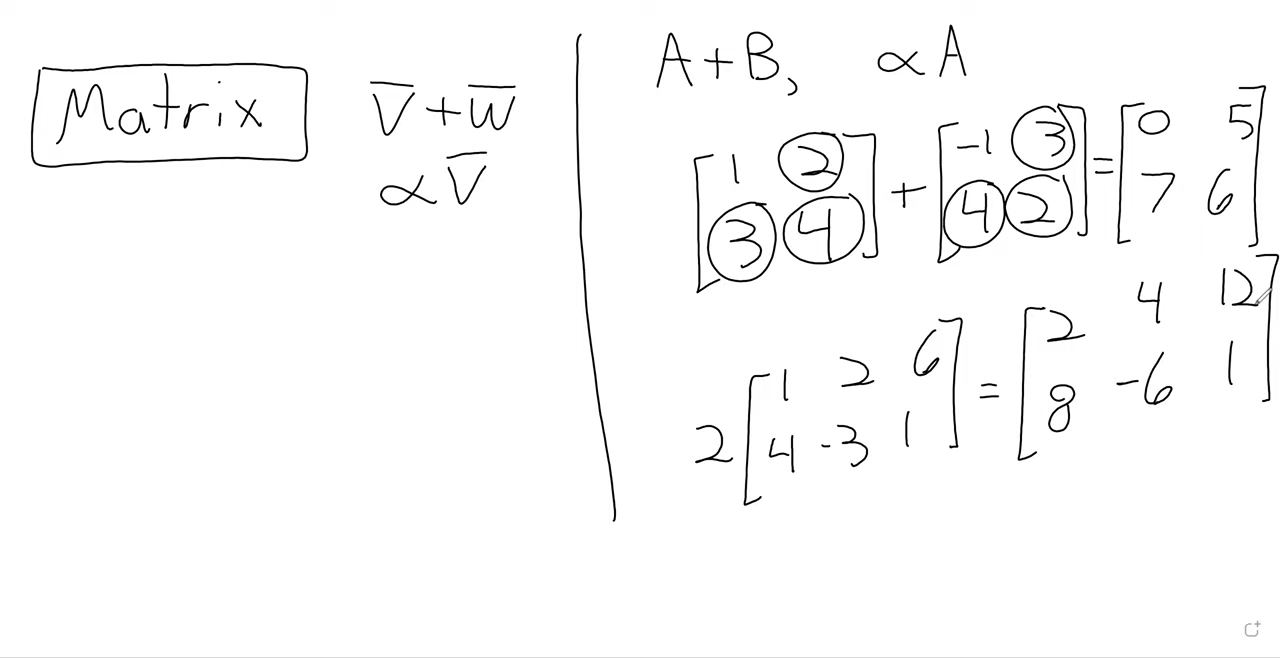 Matrix
V̄ + W̄
αV̄
A + B, αA
[1 2; 3 4] + [-1 3; 4 2] = [0 5; 7 6]
2[1 2 6; 4 -3 1] = [2 4 12; 8 -6 1]